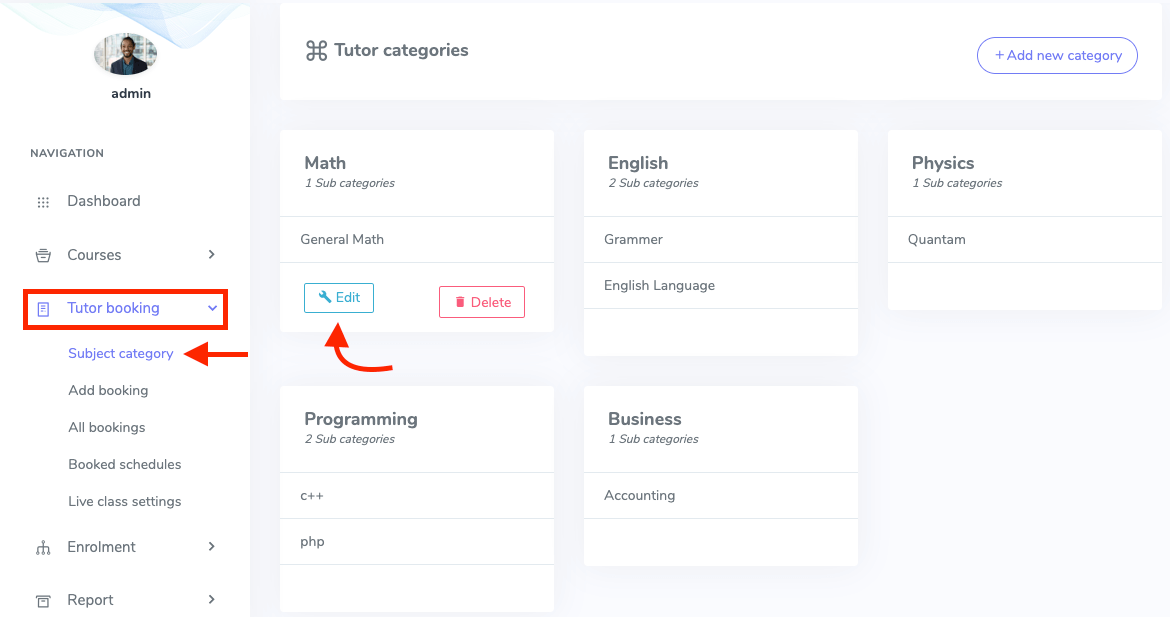 admin
NAVIGATION
Dashboard
Courses
Tutor booking
Subject category
Add booking
All bookings
Booked schedules
Live class settings
Enrolment
Report
Tutor categories
+ Add new category
Math
1 Sub categories
General Math
Edit
Delete
English
2 Sub categories
Grammer
English Language
Physics
1 Sub categories
Quantam
Programming
2 Sub categories
c++
php
Business
1 Sub categories
Accounting